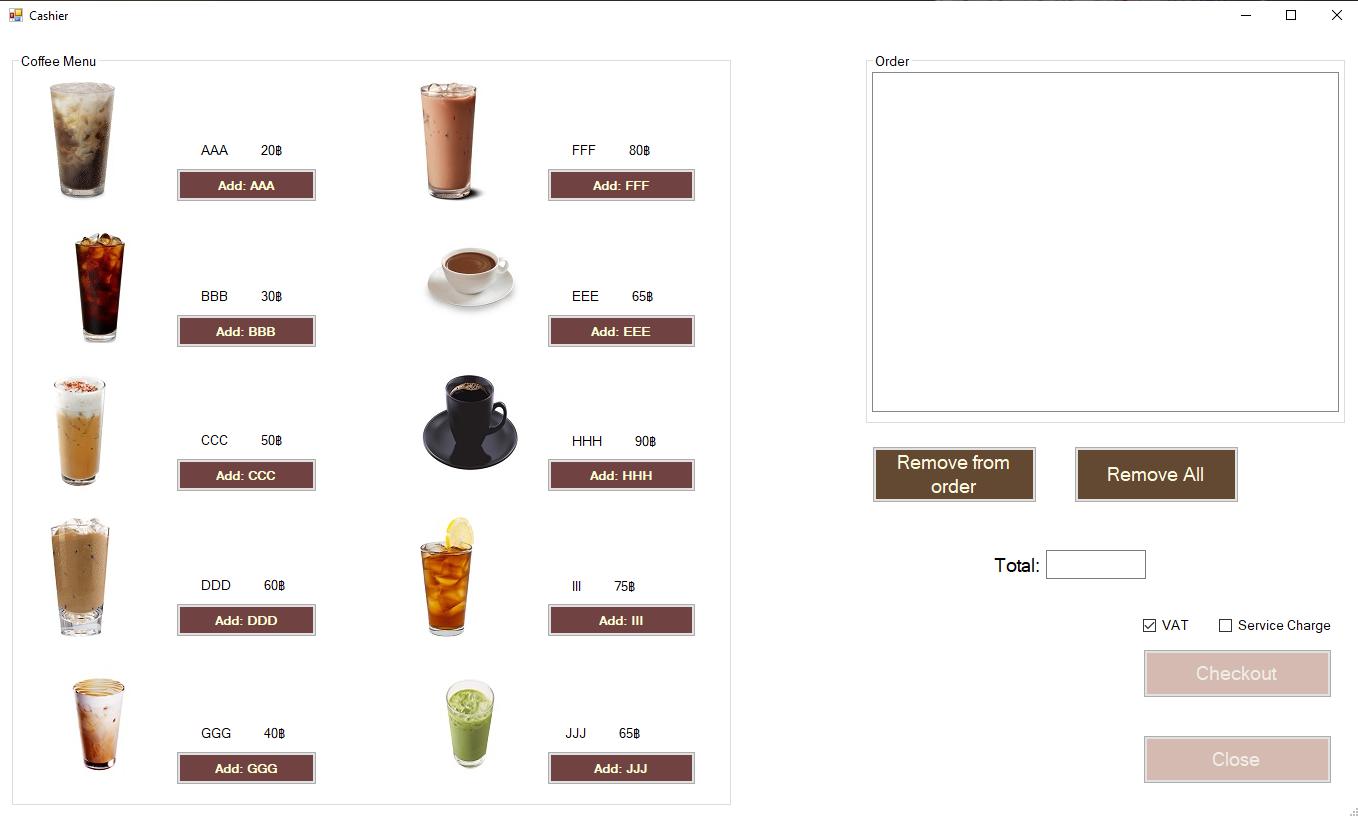 Cashier
Coffee Menu
AAA 20฿
Add: AAA
BBB 30฿
Add: BBB
CCC 50฿
Add: CCC
DDD 60฿
Add: DDD
GGG 40฿
Add: GGG
FFF 80฿
Add: FFF
EEE 65฿
Add: EEE
HHH 90฿
Add: HHH
III 75฿
Add: III
JJJ 65฿
Add: JJJ
Order
Remove from
order
Remove All
Total:
VAT
Service Charge
Checkout
Close